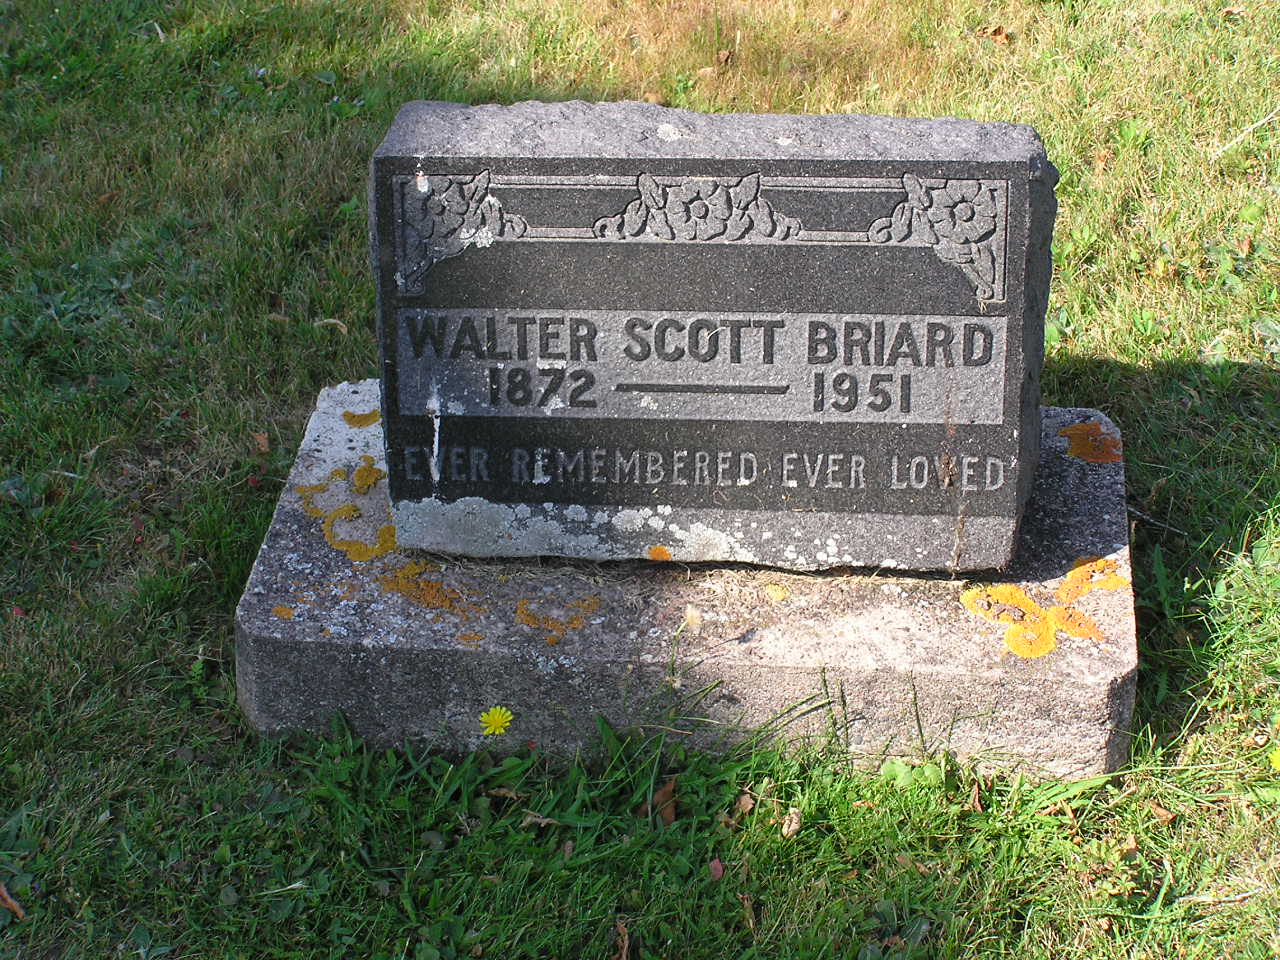 WALTER SCOTT BRIARD
1872 — 1951
EVER REMEMBERED EVER LOVED